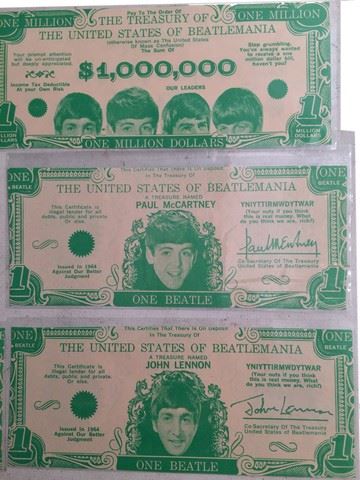 ONE MILLION
Pay To The Order Of
THE TREASURY OF
ONE MILLION
THE UNITED STATES OF BEATLEMANIA
(otherwise known as The United States
Of Mass Confusion)
The Sum Of
Your prompt attention
will be un-anticipated
but deeply appreciated.
Stop grumbling.
You've always wanted
to receive a one
million dollar bill,
haven't you?
$1,000,000
Income Tax Deductible
at Your Own Risk
OUR LEADERS
1
MILLION
DOLLARS
1
MILLION
DOLLARS
ONE MILLION DOLLARS
This Certifies That There Is On Deposit
In The Treasury Of
ONE
BEATLE
ONE
BEATLE
THE UNITED STATES OF BEATLEMANIA
A TREASURE NAMED
PAUL McCARTNEY
This Certificate is
illegal tender for all
debts, public and private.
Or else.
YNIYTTIRMWDYTWAR
(Your nuts if you think
this is real money. What
do you think we are, rich?)
Issued in 1964
Against Our Better
Judgment
Paul McCartney
Co-Secretary Of The Treasury
United States of Beatlemania
1
ONE BEATLE
1
This Certifies That There Is On Deposit
In The Treasury Of
ONE
BEATLE
ONE
BEATLE
THE UNITED STATES OF BEATLEMANIA
A TREASURE NAMED
JOHN LENNON
This Certificate is
illegal tender for all
debts, public and private.
Or else.
YNIYTTIRMWDYTWAR
(Your nuts if you think
this is real money. What
do you think we are, rich?)
Issued in 1964
Against Our Better
Judgment
John Lennon
Co-Secretary Of The Treasury
United States of Beatlemania
1
ONE BEATLE
1